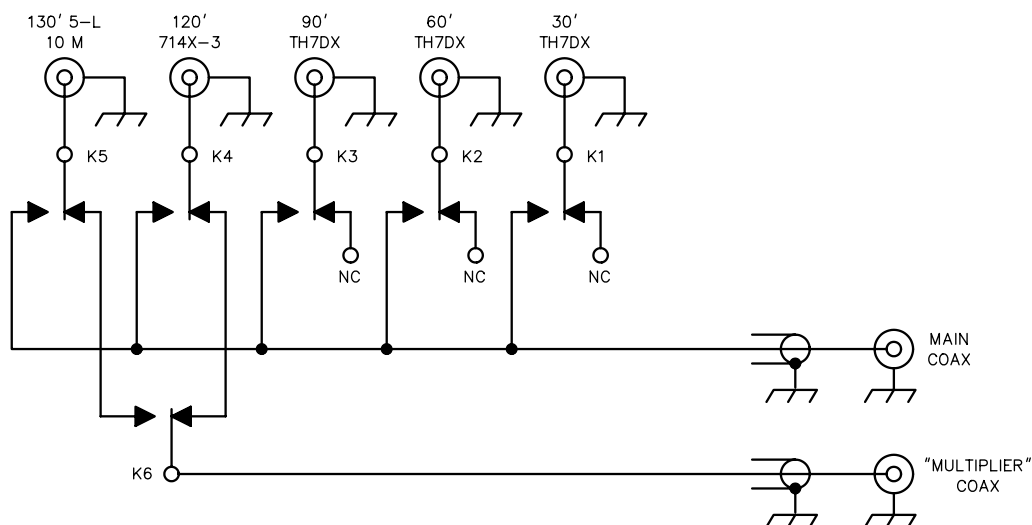 130' 5-L
10 M
120'
714X-3
90'
TH7DX
60'
TH7DX
30'
TH7DX
K5
K4
K3
K2
K1
NC
NC
NC
MAIN
COAX
K6
"MULTIPLIER"
COAX